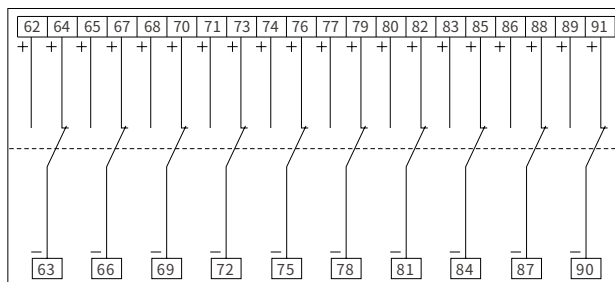 62 64 65 67 68 70 71 73 74 76 77 79 80 82 83 85 86 88 89 91
+ + + + + + + + + + + + + + + + + + + +
− − − − − − − − − −
63 66 69 72 75 78 81 84 87 90